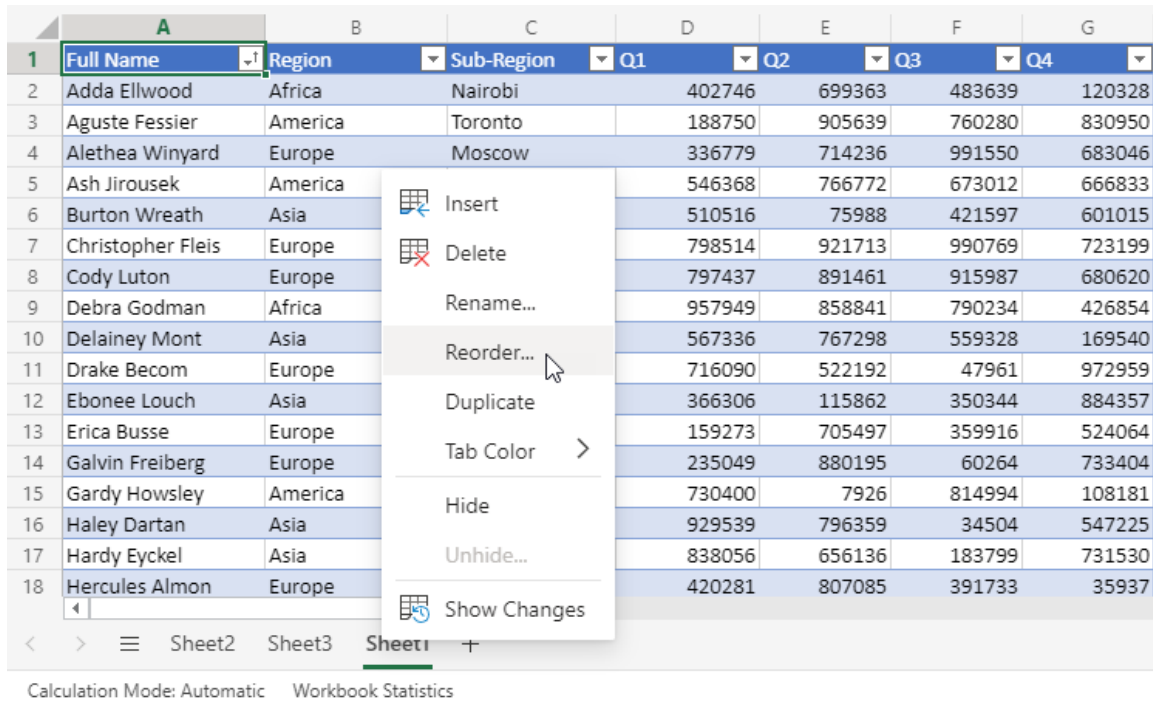 A B C D E F G
1 Full Name Region Sub-Region Q1 Q2 Q3 Q4
2 Adda Ellwood Africa Nairobi 402746 699363 483639 120328
3 Aguste Fessier America Toronto 188750 905639 760280 830950
4 Alethea Winyard Europe Moscow 336779 714236 991550 683046
5 Ash Jirousek America 546368 766772 673012 666833
Insert
6 Burton Wreath Asia 510516 75988 421597 601015
7 Christopher Fleis Europe 798514 921713 990769 723199
Delete
8 Cody Luton Europe 797437 891461 915987 680620
9 Debra Godman Africa 957949 858841 790234 426854
Rename...
10 Delainey Mont Asia 567336 767298 559328 169540
Reorder...
11 Drake Becom Europe 716090 522192 47961 972959
12 Ebonee Louch Asia 366306 115862 350344 884357
Duplicate
13 Erica Busse Europe 159273 705497 359916 524064
Tab Color
14 Galvin Freiberg Europe 235049 880195 60264 733404
15 Gardy Howsley America 730400 7926 814994 108181
Hide
16 Haley Dartan Asia 929539 796359 34504 547225
17 Hardy Eyckel Asia 838056 656136 183799 731530
Unhide...
18 Hercules Almon Europe 420281 807085 391733 35937
Show Changes
Sheet2 Sheet3 Sheet1
Calculation Mode: Automatic Workbook Statistics